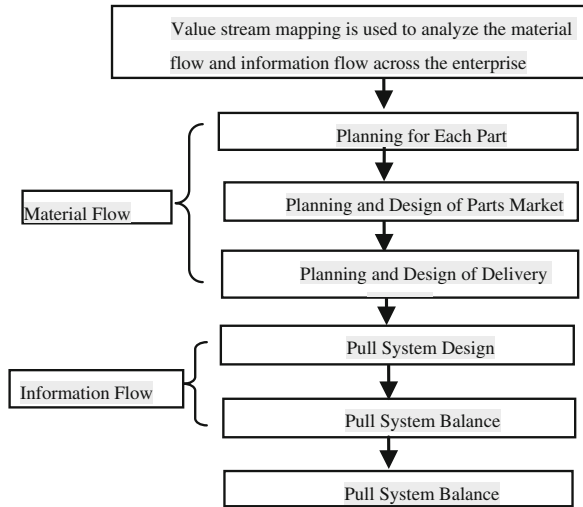 Value stream mapping is used to analyze the material
flow and information flow across the enterprise
Planning for Each Part
Material Flow
Planning and Design of Parts Market
Planning and Design of Delivery
Pull System Design
Information Flow
Pull System Balance
Pull System Balance